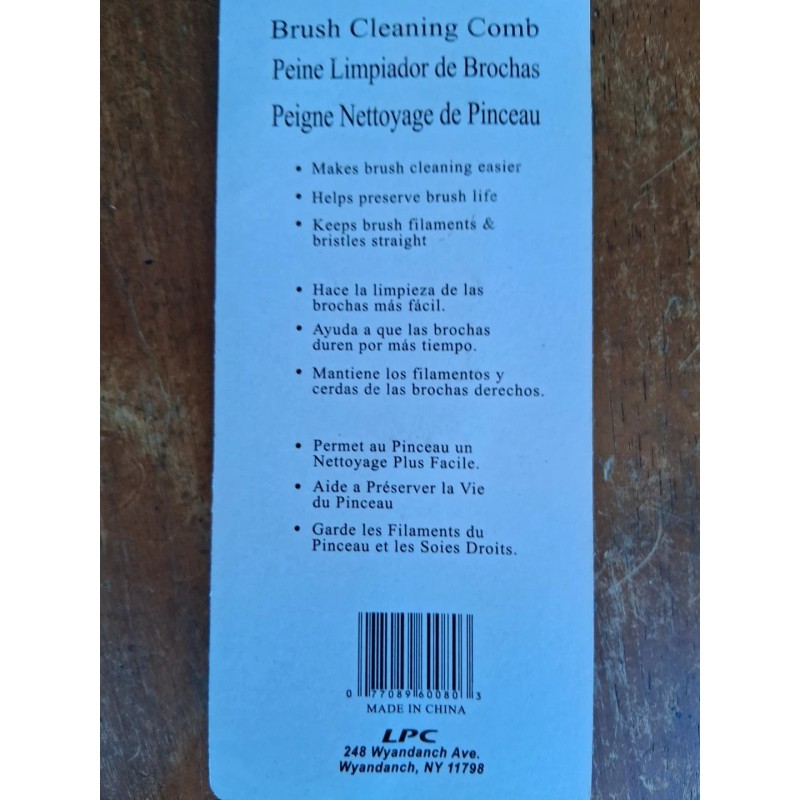 Brush Cleaning Comb
Peine Limpiador de Brochas
Peigne Nettoyage de Pinceau
• Makes brush cleaning easier
• Helps preserve brush life
• Keeps brush filaments &
bristles straight
• Hace la limpieza de las
brochas más fácil.
• Ayuda a que las brochas
duren por más tiempo.
• Mantiene los filamentos y
cerdas de las brochas derechos.
• Permet au Pinceau un
Nettoyage Plus Facile.
• Aide a Préserver la Vie
du Pinceau
• Garde les Filaments du
Pinceau et les Soies Droits.
0 77089 60080 3
MADE IN CHINA
LPC
248 Wyandanch Ave.
Wyandanch, NY 11798